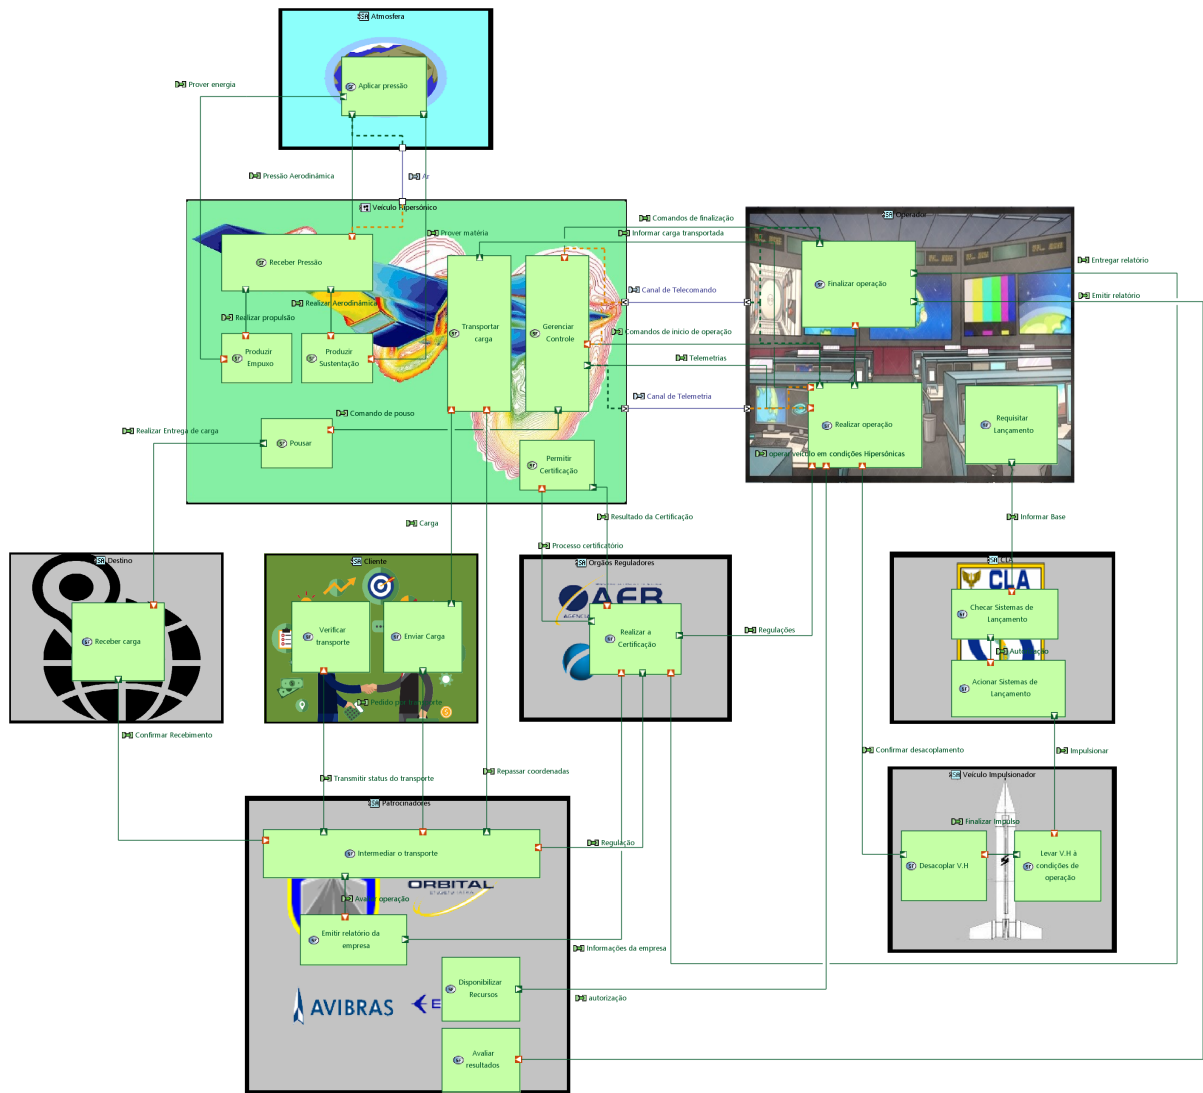 Atmosfera
Prover energia
Aplicar pressão
Pressão Aerodinâmica
Ar
Veículo Hipersônico
Prover matéria
Receber Pressão
Realizar Aerodinâmica
Realizar propulsão
Produzir
Empuxo
Produzir
Sustentação
Transportar
carga
Gerenciar
Controle
Comando de pouso
Realizar Entrega de carga
Pousar
Permitir
Certificação
Comandos de finalização
Informar carga transportada
Canal de Telecomando
Comandos de inicio de operação
Telemetrias
Canal de Telemetria
Operador
Finalizar operação
Entregar relatório
Emitir relatório
Realizar operação
Requisitar
Lançamento
operar veículo em condições Hipersônicas
Carga
Resultado da Certificação
Processo certificatório
Informar Base
Destino
Receber carga
Confirmar Recebimento
Cliente
Verificar
transporte
Enviar Carga
Pedido por transporte
Transmitir status do transporte
Repassar coordenadas
Orgãos Reguladores
AER
Realizar a
Certificação
Regulações
CLA
CLA
Checar Sistemas de
Lançamento
Autorização
Acionar Sistemas de
Lançamento
Confirmar desacoplamento
Impulsionar
Veículo Impulsionador
Finalizar Impulso
Desacoplar V.H
Levar V.H à
condições de
operação
Patrocinadores
Intermediar o transporte
Regulação
ORBITAL
Avaliar operação
Emitir relatório da
empresa
Informações da empresa
Disponibilizar
Recursos
autorização
AVIBRAS
E
Avaliar
resultados